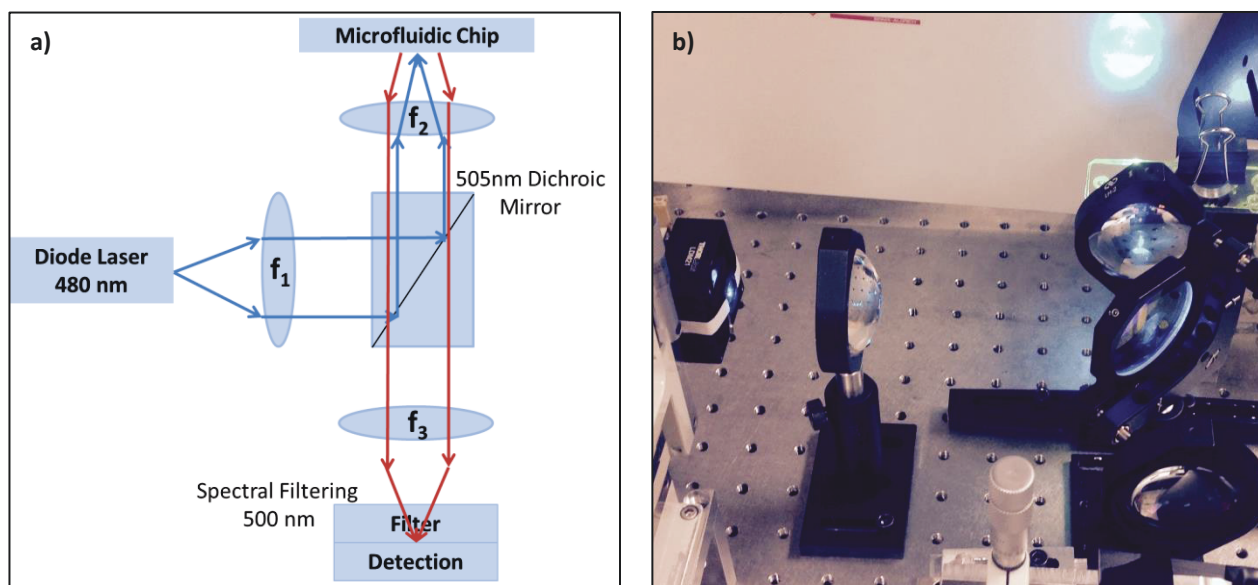 a)
Microfluidic Chip
f2
505nm Dichroic
Mirror
Diode Laser
480 nm
f1
f3
Spectral Filtering
500 nm
Filter
Detection
b)